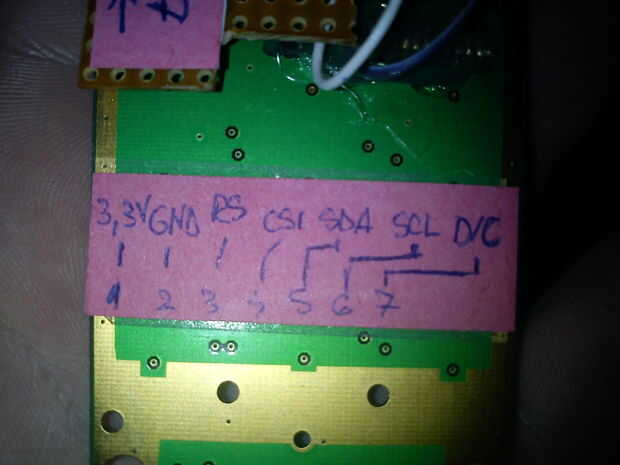 3,3V GND RS CS1 SDA SCL D/C
1 2 3 4 5 6 7